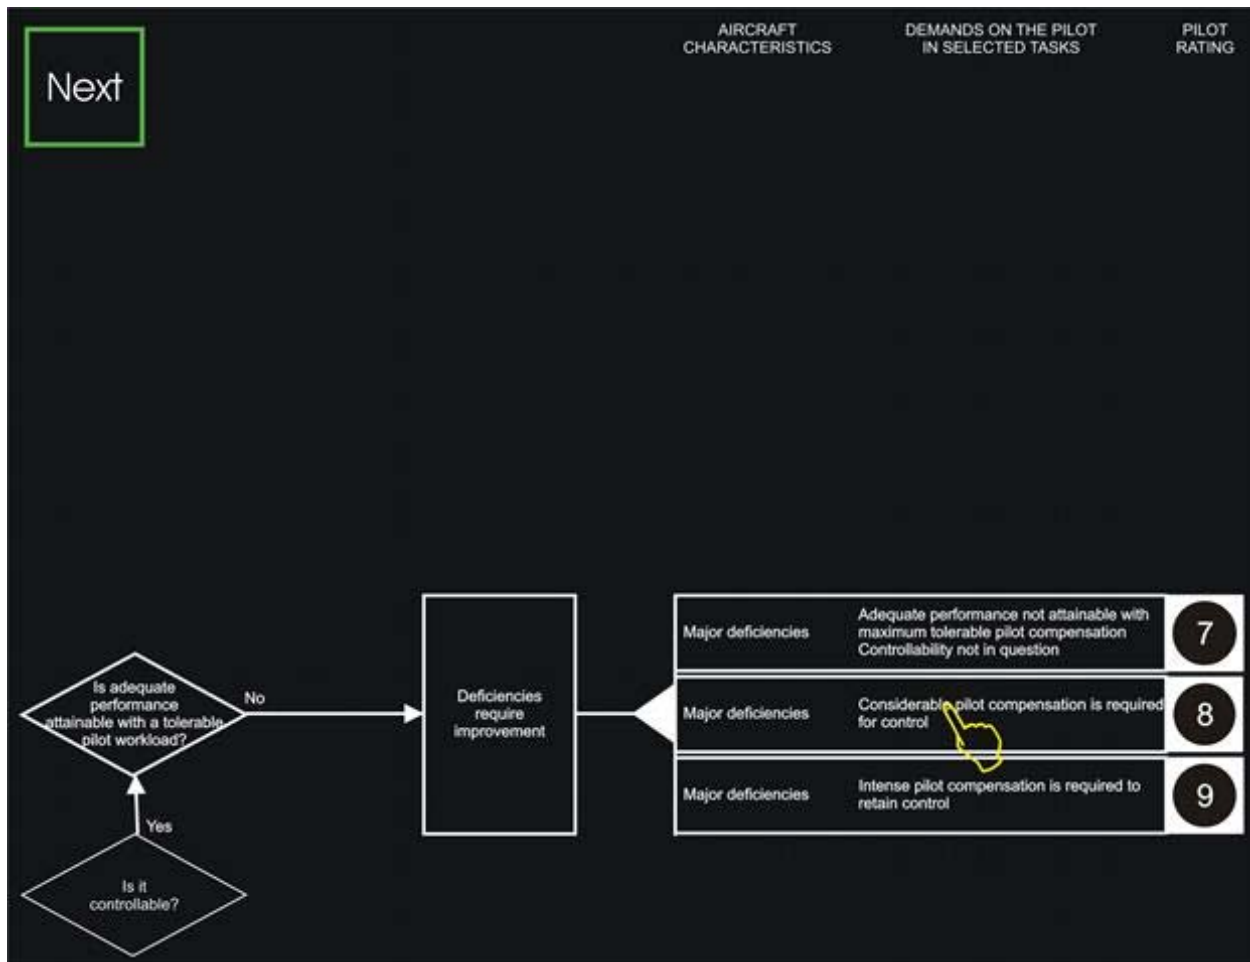 AIRCRAFT
CHARACTERISTICS
DEMANDS ON THE PILOT
IN SELECTED TASKS
PILOT
RATING
Next
Major deficiencies
Adequate performance not attainable with
maximum tolerable pilot compensation
Controllability not in question
7
Is adequate
performance
attainable with a tolerable
pilot workload?
No
Deficiencies
require
improvement
Major deficiencies
Considerable pilot compensation is required
for control
8
Major deficiencies
Intense pilot compensation is required to
retain control
9
Yes
Is it
controllable?